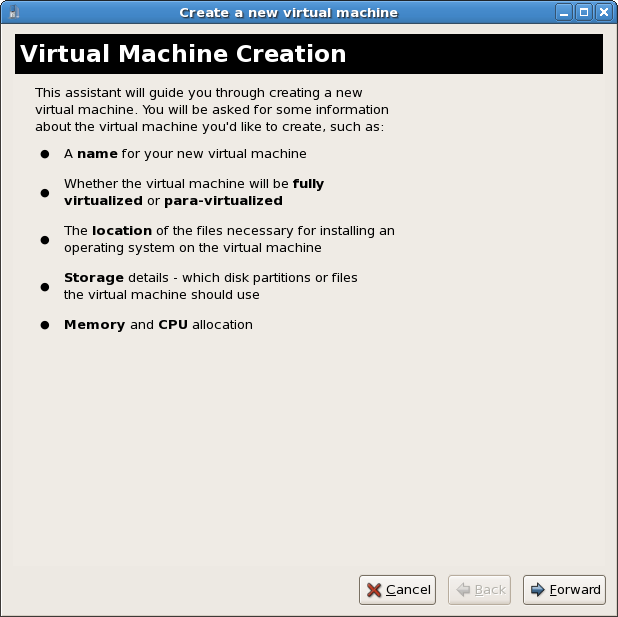 Create a new virtual machine
Virtual Machine Creation
This assistant will guide you through creating a new
virtual machine. You will be asked for some information
about the virtual machine you'd like to create, such as:
● A name for your new virtual machine
● Whether the virtual machine will be fully
virtualized or para-virtualized
● The location of the files necessary for installing an
operating system on the virtual machine
● Storage details - which disk partitions or files
the virtual machine should use
● Memory and CPU allocation
Cancel Back Forward